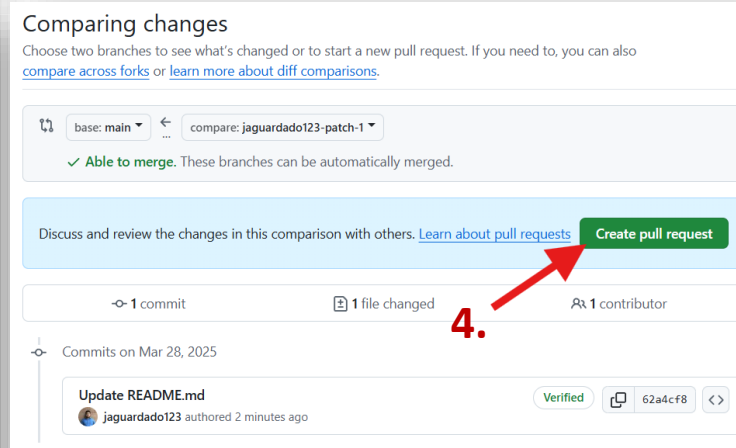 Comparing changes
Choose two branches to see what's changed or to start a new pull request. If you need to, you can also
compare across forks or learn more about diff comparisons.
base: main
...
compare: jaguardado123-patch-1
Able to merge. These branches can be automatically merged.
Discuss and review the changes in this comparison with others. Learn about pull requests
Create pull request
1 commit
1 file changed
1 contributor
4.
Commits on Mar 28, 2025
Update README.md
jaguardado123 authored 2 minutes ago
Verified
62a4cf8